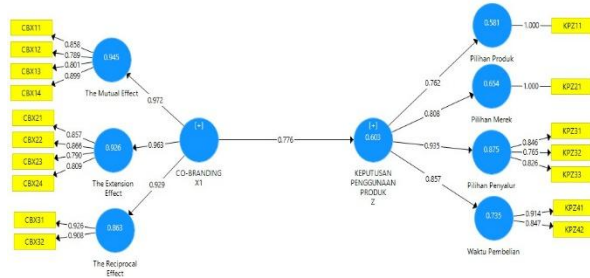 CBX11
CBX12
CBX13
CBX14
0.858
0.789
0.801
0.899
0.945
The Mutual Effect
0.972
CBX21
CBX22
CBX23
CBX24
0.857
0.866
0.790
0.809
0.926
The Extension
Effect
0.963
CBX31
CBX32
0.926
0.908
0.863
The Reciprocal
Effect
0.929
[+]
CO-BRANDING
X1
0.776
[+]
0.603
KEPUTUSAN
PENGGUNAAN
PRODUK
Z
0.762
0.581
Pilihan Produk
1.000
KPZ11
0.808
0.654
Pilihan Merek
1.000
KPZ21
0.935
0.875
Pilihan Penyalur
0.846
0.765
0.826
KPZ31
KPZ32
KPZ33
0.857
0.735
Waktu Pembelian
0.914
0.847
KPZ41
KPZ42